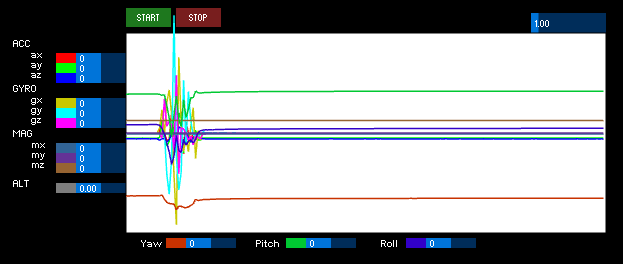 START STOP
1.00
ACC
ax 0
ay 0
az 0
GYRO
gx 0
gy 0
gz 0
MAG
mx 0
my 0
mz 0
ALT
0.00
Yaw 0 Pitch 0 Roll 0